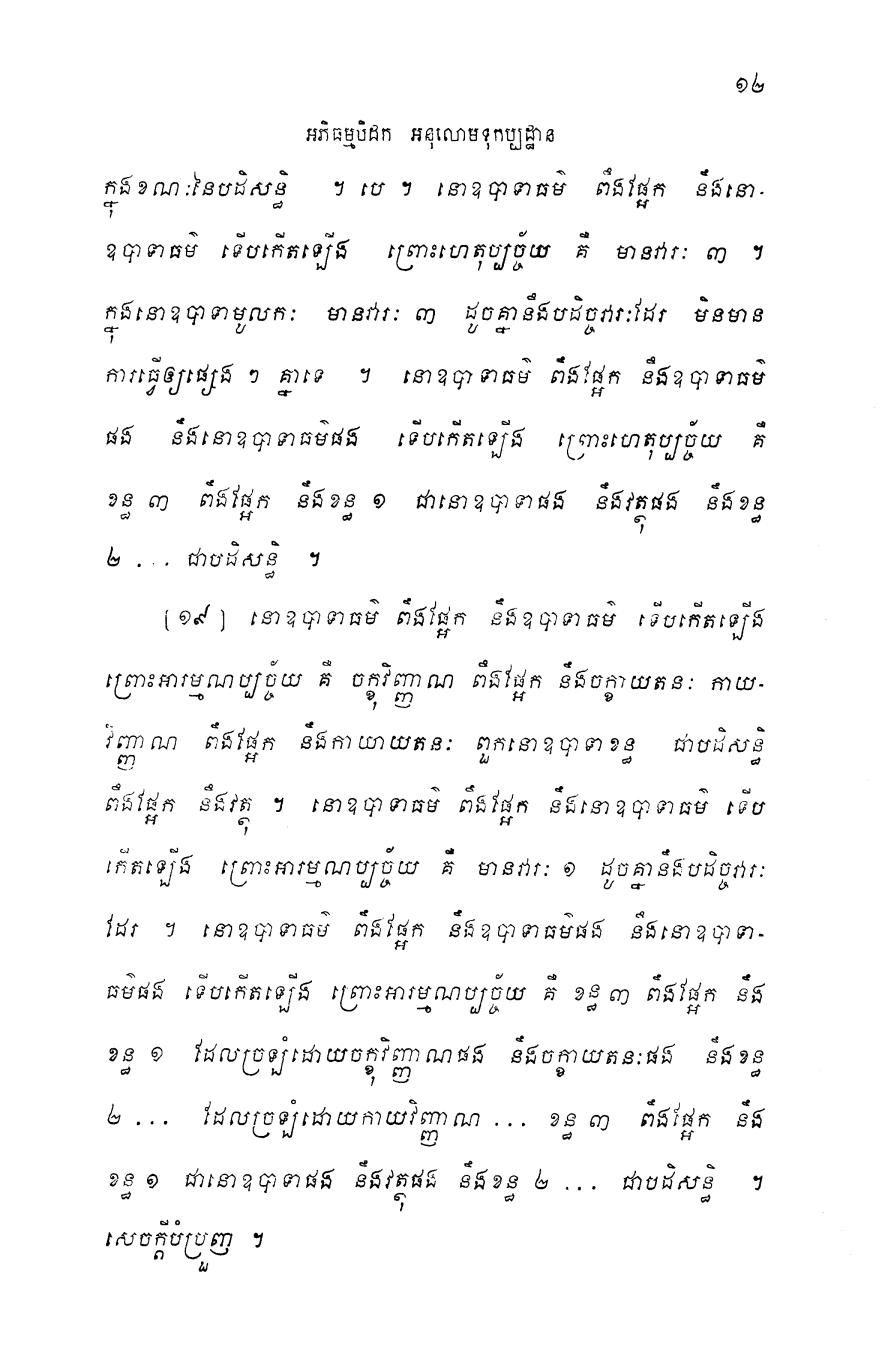 ១២
អភិធម្មបិដក អនុលោមទុកប្បដ្ឋាន
ក្នុងខណៈនៃបដិសន្ធិ ។ បេ ។ នោឧបាទាធម៌ ពឹងផ្អែក នឹងនោ-
ឧបាទាធម៌ ទើបកើតឡើង ព្រោះហេតុប្បច្ច័យ គឺ មានវារៈ ៣ ។
ក្នុងនោឧបាទាមូលកៈ មានវារៈ ៣ ដូចគ្នានឹងបដិច្ចវារៈដែរ មិនមាន
ការធ្វើឲ្យផ្សេង ៗ គ្នាទេ ។ នោឧបាទាធម៌ ពឹងផ្អែក នឹងឧបាទាធម៌
ផង នឹងនោឧបាទាធម៌ផង ទើបកើតឡើង ព្រោះហេតុប្បច្ច័យ គឺ
ខន្ធ ៣ ពឹងផ្អែក នឹងខន្ធ ១ ជានោឧបាទាផង នឹងវត្ថុផង នឹងខន្ធ
២ ... ជាបដិសន្ធិ ។
[១៩] នោឧបាទាធម៌ ពឹងផ្អែក នឹងឧបាទាធម៌ ទើបកើតឡើង
ព្រោះអារម្មណប្បច្ច័យ គឺ ចក្ខុវិញ្ញាណ ពឹងផ្អែក នឹងចក្ខាយតនៈ កាយ-
វិញ្ញាណ ពឹងផ្អែក នឹងកាយាយតនៈ ពួកនោឧបាទាខន្ធ ជាបដិសន្ធិ
ពឹងផ្អែក នឹងវត្ថុ ។ នោឧបាទាធម៌ ពឹងផ្អែក នឹងនោឧបាទាធម៌ ទើប
កើតឡើង ព្រោះអារម្មណប្បច្ច័យ គឺ មានវារៈ ១ ដូចគ្នានឹងបដិច្ចវារៈ
ដែរ ។ នោឧបាទាធម៌ ពឹងផ្អែក នឹងឧបាទាធម៌ផង នឹងនោឧបាទា-
ធម៌ផង ទើបកើតឡើង ព្រោះអារម្មណប្បច្ច័យ គឺ ខន្ធ ៣ ពឹងផ្អែក នឹង
ខន្ធ ១ ដែលច្រឡំដោយចក្ខុវិញ្ញាណផង នឹងចក្ខាយតនៈផង នឹងខន្ធ
២ ... ដែលច្រឡំដោយកាយវិញ្ញាណ ... ខន្ធ ៣ ពឹងផ្អែក នឹង
ខន្ធ ១ ជានោឧបាទាផង នឹងវត្ថុផង នឹងខន្ធ ២ ... ជាបដិសន្ធិ ។
សេចក្តីបំប្រួញ ។